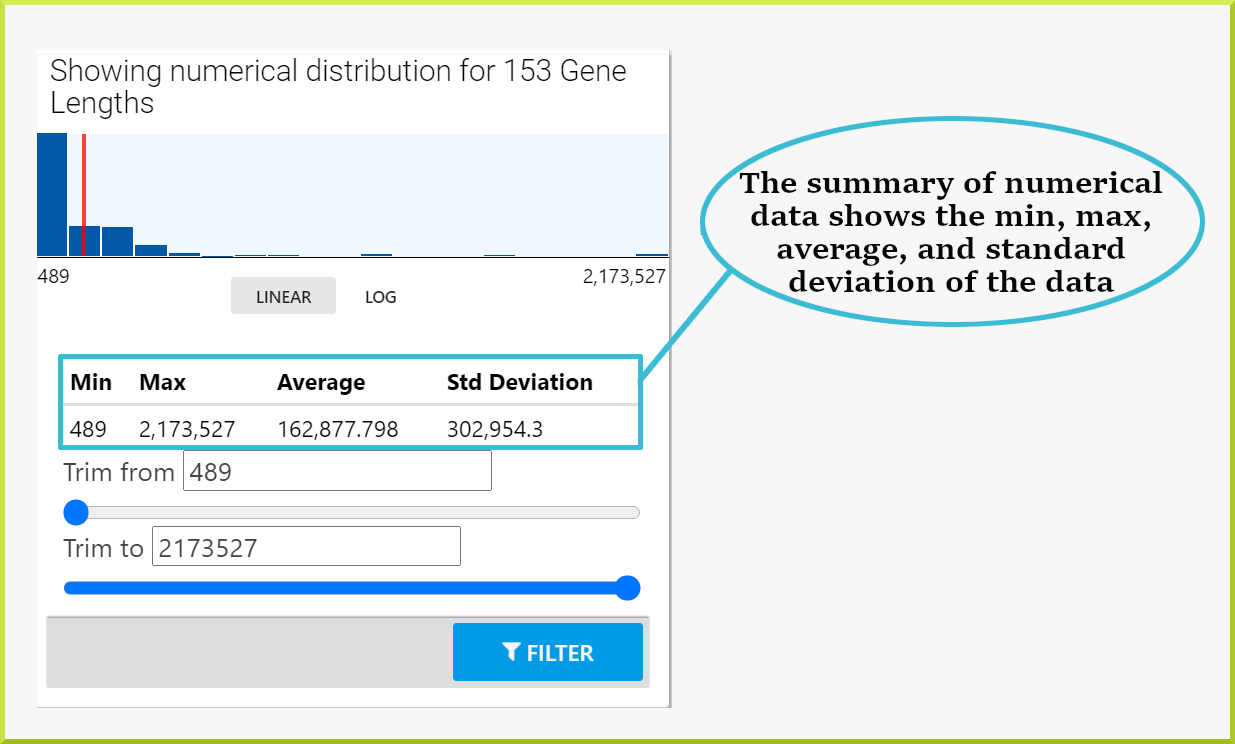 Showing numerical distribution for 153 Gene
Lengths
489 2,173,527
LINEAR LOG
The summary of numerical
data shows the min, max,
average, and standard
deviation of the data
Min Max Average Std Deviation
489 2,173,527 162,877.798 302,954.3
Trim from 489
Trim to 2173527
FILTER